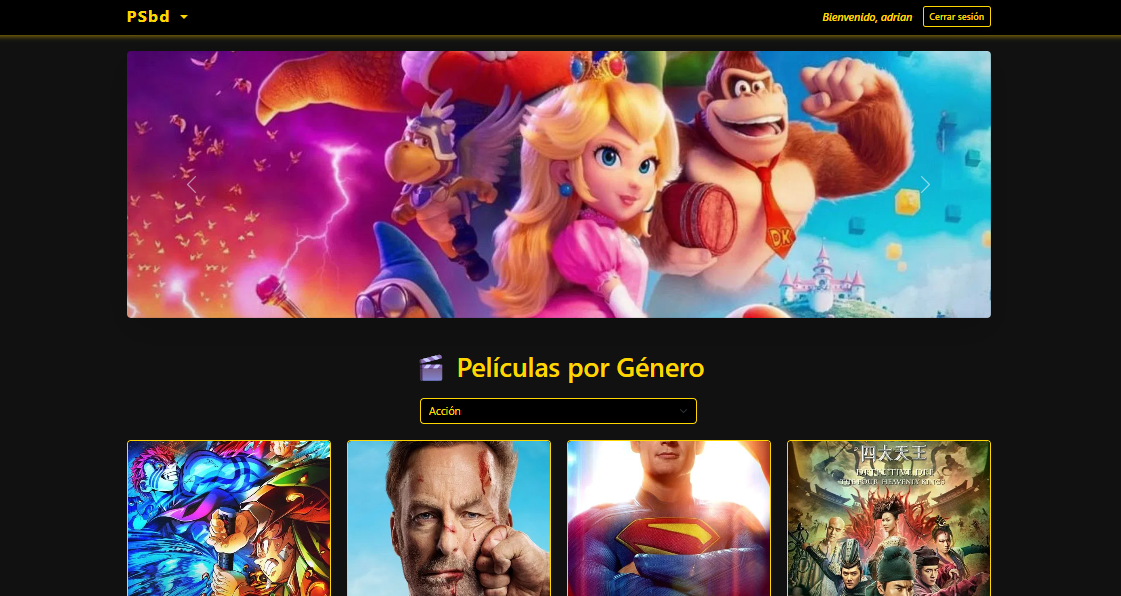 PSbd
Bienvenido, adrian
Cerrar sesión
DK
Películas por Género
Acción
四大天王
DETECTIVE DEE
THE FOUR HEAVENLY KINGS